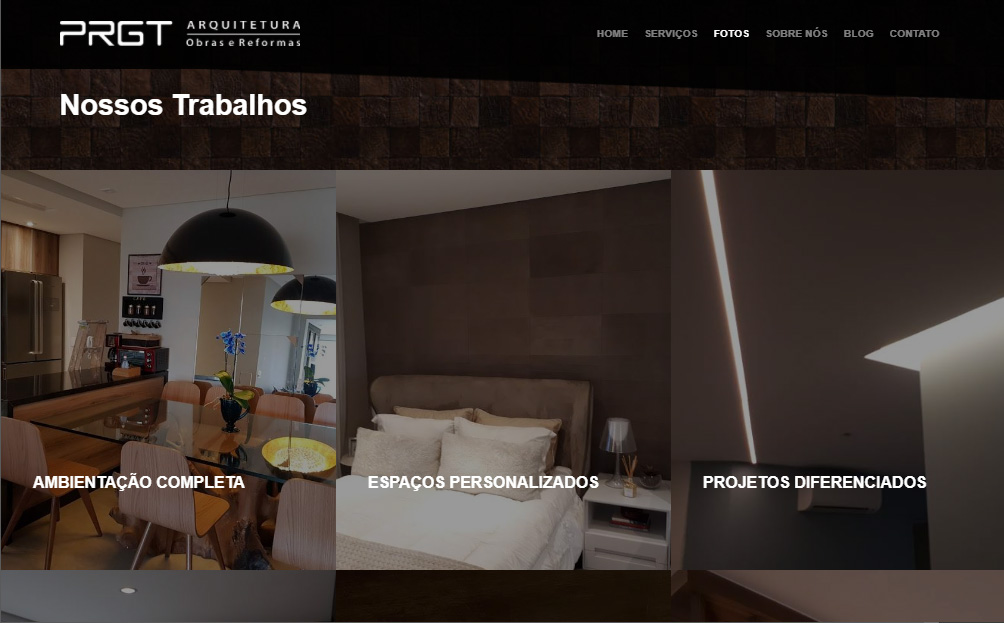 PRGT ARQUITETURA
Obras e Reformas
HOME SERVIÇOS FOTOS SOBRE NÓS BLOG CONTATO
Nossos Trabalhos
AMBIENTAÇÃO COMPLETA
ESPAÇOS PERSONALIZADOS
PROJETOS DIFERENCIADOS